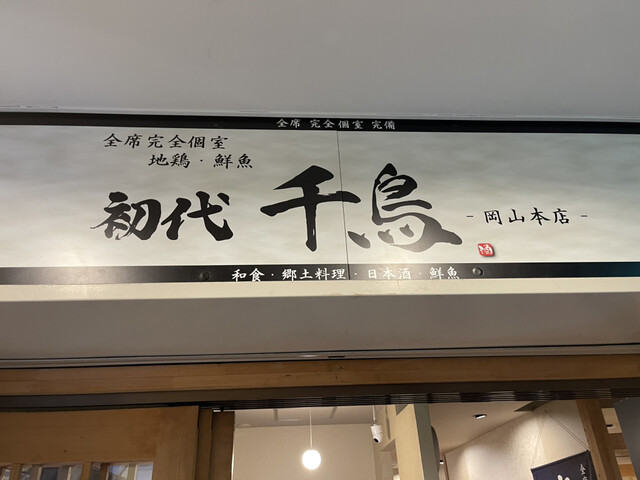 全席 完全個室 完備
全席完全個室
地鶏・鮮魚
初代 千鳥
- 岡山本店 -
和食・郷土料理・日本酒・鮮魚